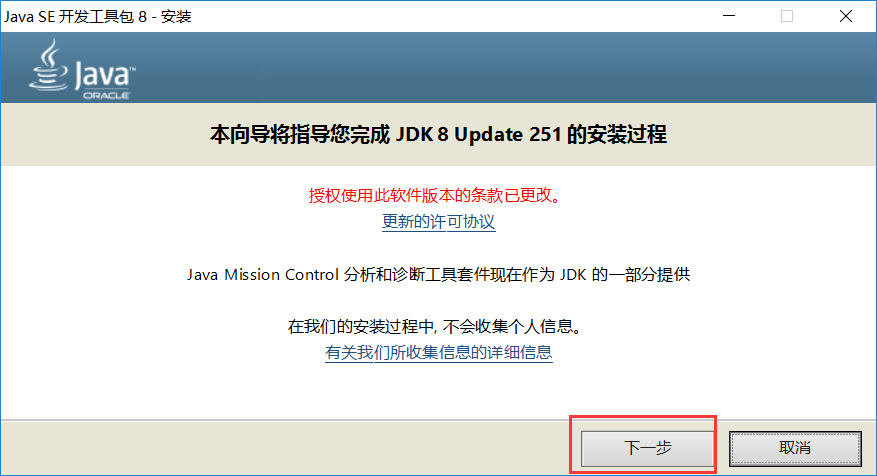 Java SE 开发工具包 8 - 安装
Java™
ORACLE
本向导将指导您完成 JDK 8 Update 251 的安装过程
授权使用此软件版本的条款已更改。
更新的许可协议
Java Mission Control 分析和诊断工具套件现在作为 JDK 的一部分提供
在我们的安装过程中, 不会收集个人信息。
有关我们所收集信息的详细信息
下一步 取消